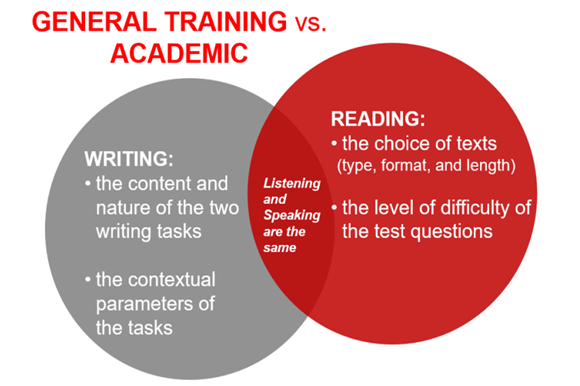 GENERAL TRAINING vs.
ACADEMIC
WRITING:
• the content and
nature of the two
writing tasks
• the contextual
parameters of
the tasks
Listening
and
Speaking
are the
same
READING:
• the choice of texts
(type, format, and length)
• the level of difficulty of
the test questions